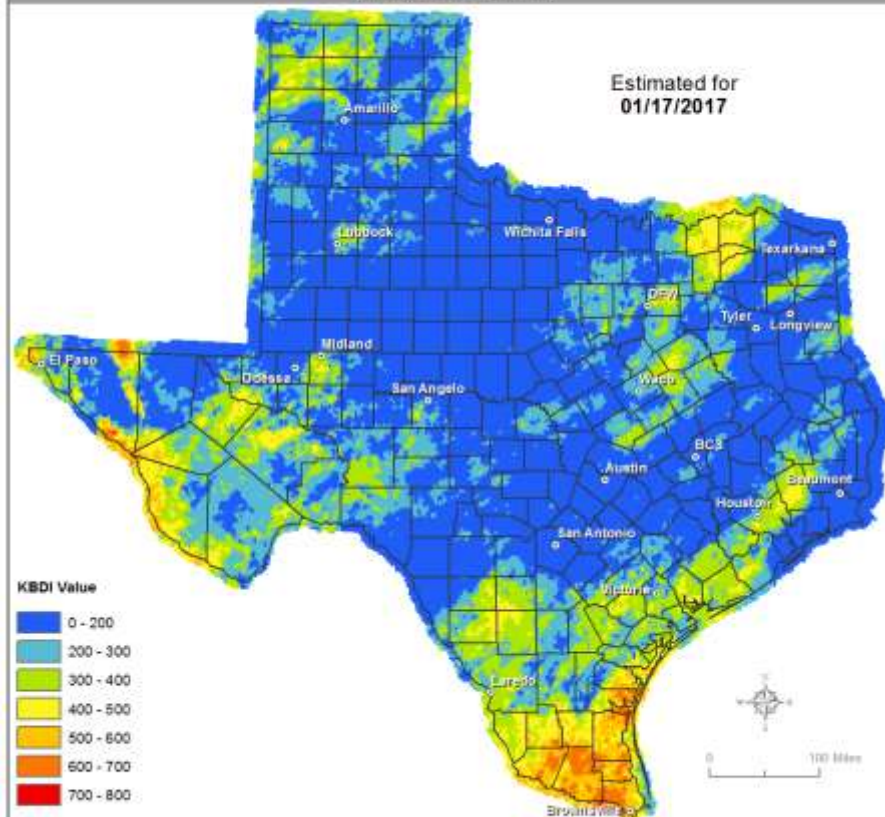 Estimated for
01/17/2017
Amarillo
Lubbock
Wichita Falls
Texarkana
DFW
Tyler
Longview
El Paso
Midland
Odessa
San Angelo
Waco
BCS
Austin
Beaumont
Houston
San Antonio
Victoria
Laredo
Brownsville
KBDI Value
0 - 200
200 - 300
300 - 400
400 - 500
500 - 600
600 - 700
700 - 800
N
W
E
S
0 100 Miles